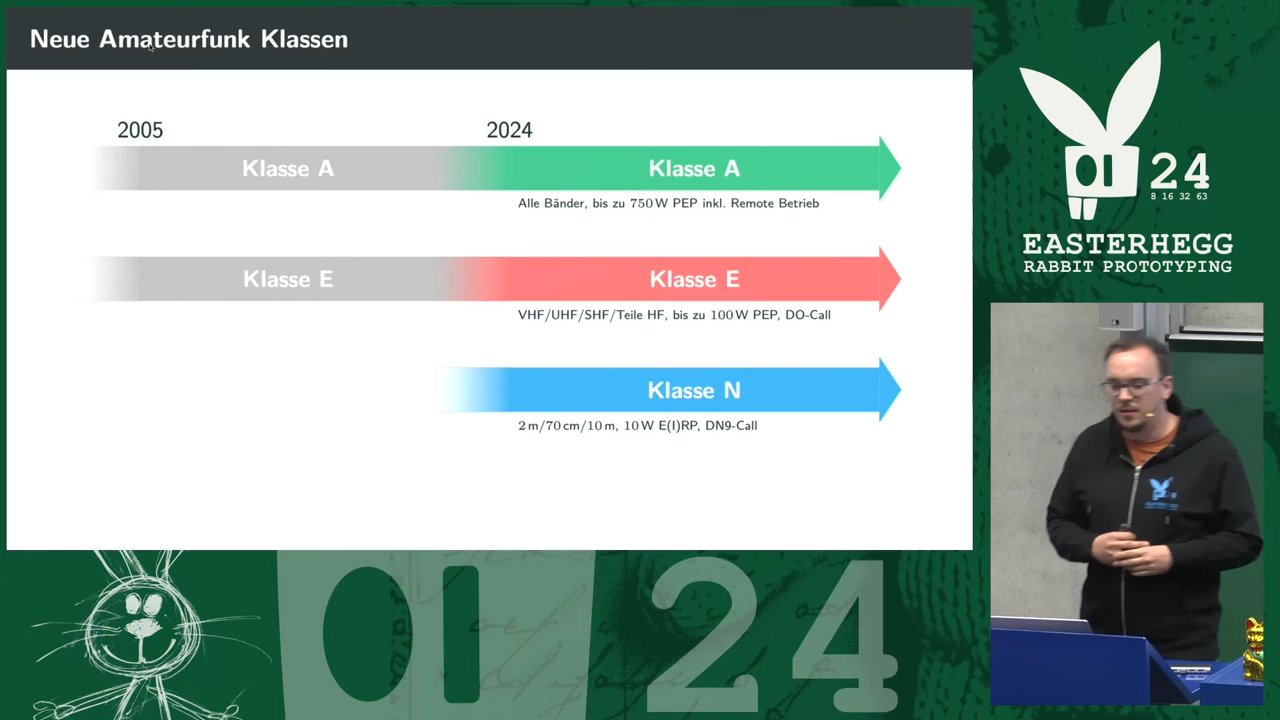 Neue Amateurfunk Klassen
2005
2024
Klasse A
Klasse A
Alle Bänder, bis zu 750 W PEP inkl. Remote Betrieb
Klasse E
Klasse E
VHF/UHF/SHF/Teile HF, bis zu 100 W PEP, DO-Call
Klasse N
2 m/70 cm/10 m, 10 W E(I)RP, DN9-Call
24
8 16 32 63
EASTERHEGG
RABBIT PROTOTYPING
24